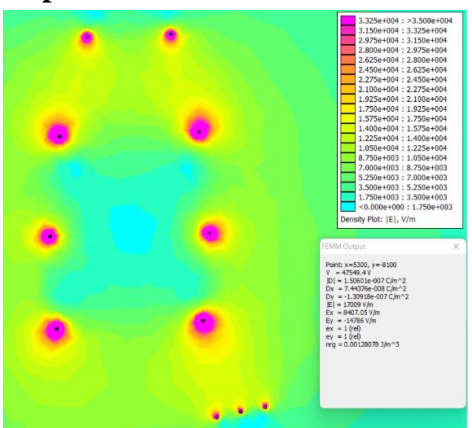 3.325e+004 : >3.500e+004
3.150e+004 : 3.325e+004
2.975e+004 : 3.150e+004
2.800e+004 : 2.975e+004
2.625e+004 : 2.800e+004
2.450e+004 : 2.625e+004
2.275e+004 : 2.450e+004
2.100e+004 : 2.275e+004
1.925e+004 : 2.100e+004
1.750e+004 : 1.925e+004
1.575e+004 : 1.750e+004
1.400e+004 : 1.575e+004
1.225e+004 : 1.400e+004
1.050e+004 : 1.225e+004
8.750e+003 : 1.050e+004
7.000e+003 : 8.750e+003
5.250e+003 : 7.000e+003
3.500e+003 : 5.250e+003
1.750e+003 : 3.500e+003
<0.000e+000 : 1.750e+003
Density Plot: |E|, V/m
FEMM Output
Point: x=5300, y=-8100
V = 47549.4 V
|D| = 1.50601e-007 C/m^2
Dx = 7.44376e-008 C/m^2
Dy = -1.30918e-007 C/m^2
|E| = 17009 V/m
Ex = 8407.05 V/m
Ey = -14786 V/m
ex = 1 (rel)
ey = 1 (rel)
nrg = 0.00128078 J/m^3